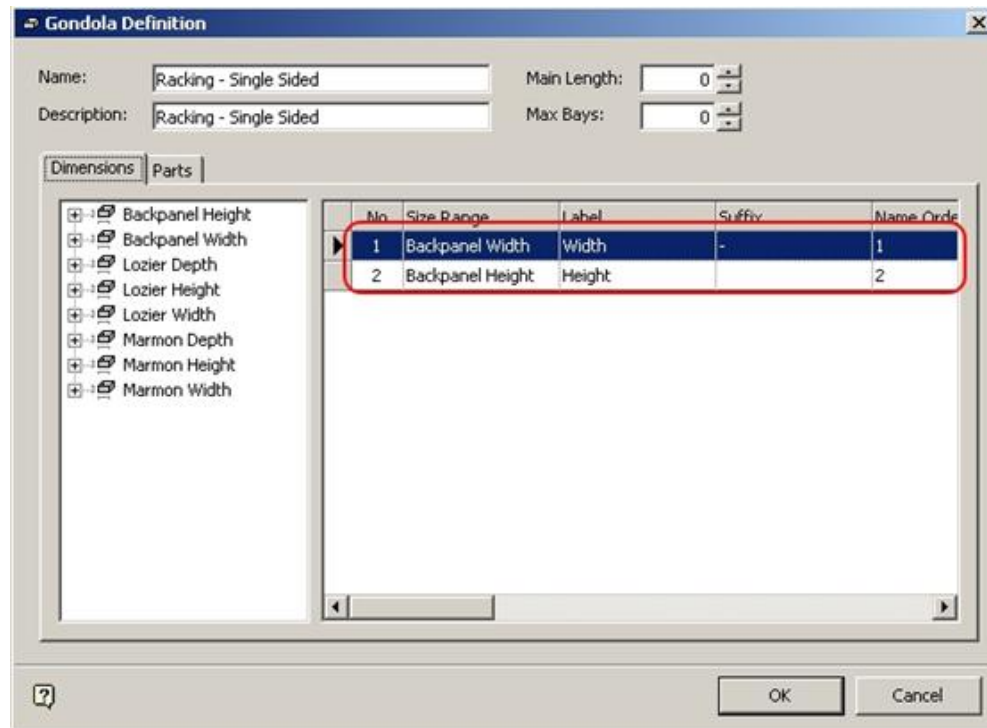 Gondola Definition
Name: Racking - Single Sided Main Length: 0
Description: Racking - Single Sided Max Bays: 0
Dimensions Parts
Backpanel Height
Backpanel Width
Lozier Depth
Lozier Height
Lozier Width
Marmon Depth
Marmon Height
Marmon Width
No Size Range Label Suffix Name Orde
1 Backpanel Width Width - 1
2 Backpanel Height Height 2
OK Cancel